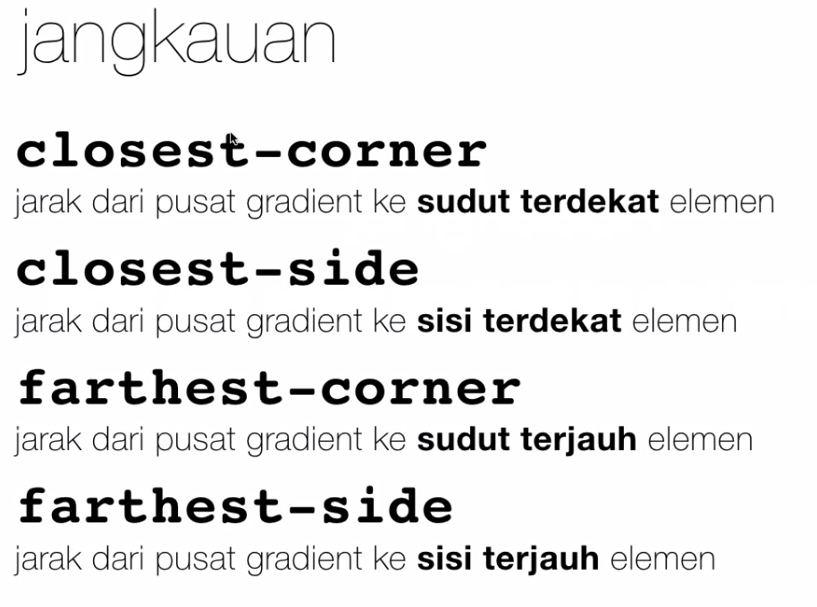 jangkauan
closest-corner
jarak dari pusat gradient ke sudut terdekat elemen
closest-side
jarak dari pusat gradient ke sisi terdekat elemen
farthest-corner
jarak dari pusat gradient ke sudut terjauh elemen
farthest-side
jarak dari pusat gradient ke sisi terjauh elemen